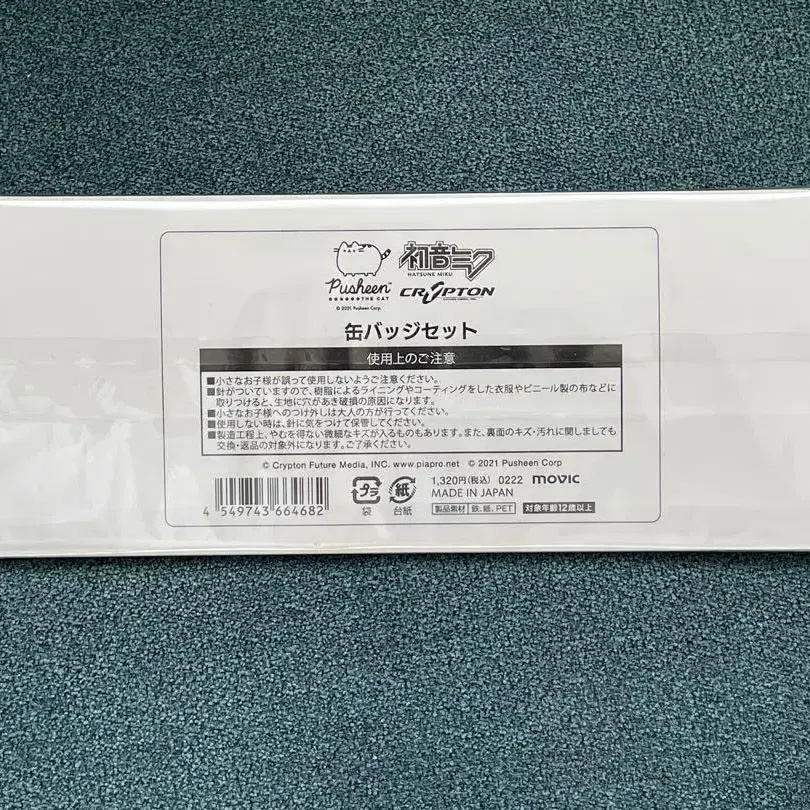 Pusheen™
THE CAT
© 2021 Pusheen Corp.
初音ミク
HATSUNE MIKU
CRYPTON
缶バッジセット
使用上のご注意
■小さなお子様が誤って使用しないようご注意ください。
■針がついていますので、樹脂によるライニングやコーティングをした衣服やビニール製の布などに
取りつけると、生地に穴があき破損の原因になります。
■小さなお子様へのつけ外しは大人の方が行ってください。
■使用しない時は、針に気をつけて保管してください。
■製造工程上、やむを得ない微細なキズが入るものもあります。また、裏面のキズ・汚れに関しましても
交換・返品の対象外になります。ご了承ください。
© Crypton Future Media, INC. www.piapro.net © 2021 Pusheen Corp
4 549743 664682
プラ
袋
紙
台紙
1,320円(税込) 0222 movic
MADE IN JAPAN
製品素材 鉄、紙、PET 対象年齢12歳以上